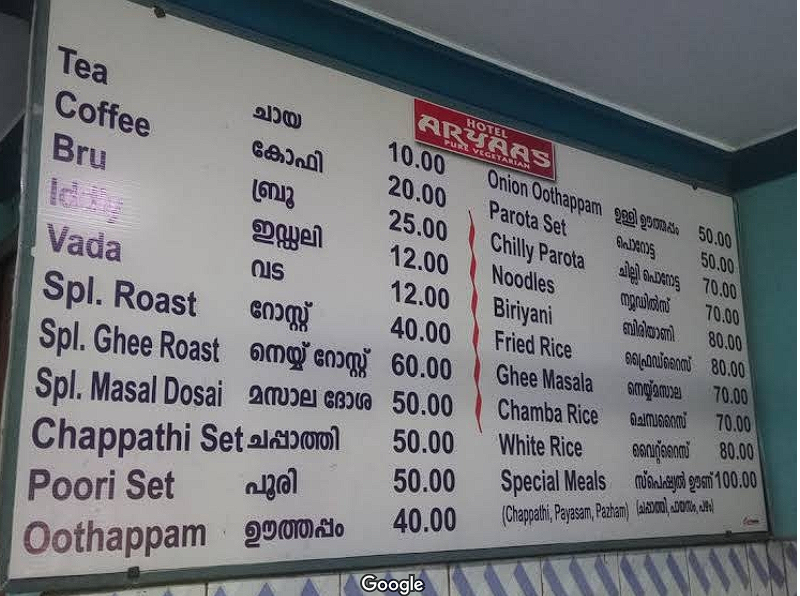 HOTEL
ARYAAS
PURE VEGETARIAN
Tea ചായ 10.00
Coffee കോഫി 20.00
Bru ബ്രൂ 25.00
Iddly ഇഡ്ഡലി 12.00
Vada വട 12.00
Spl. Roast റോസ്റ്റ് 40.00
Spl. Ghee Roast നെയ്യ് റോസ്റ്റ് 60.00
Spl. Masal Dosai മസാല ദോശ 50.00
Chappathi Set ചപ്പാത്തി 50.00
Poori Set പൂരി 50.00
Oothappam ഊത്തപ്പം 40.00
Onion Oothappam ഉള്ളി ഊത്തപ്പം 50.00
Parota Set പൊറോട്ട 50.00
Chilly Parota ചില്ലി പൊറോട്ട 70.00
Noodles ന്യൂഡിൽസ് 70.00
Biriyani ബിരിയാണി 80.00
Fried Rice ഫ്രൈഡ്റൈസ് 80.00
Ghee Masala നെയ്യ്മസാല 70.00
Chamba Rice ചെമ്പറൈസ് 70.00
White Rice വൈറ്റ്റൈസ് 80.00
Special Meals സ്പെഷ്യൽ ഊണ് 100.00
(Chappathi, Payasam, Pazham) (ചപ്പാത്തി, പായസം, പഴം)
Google